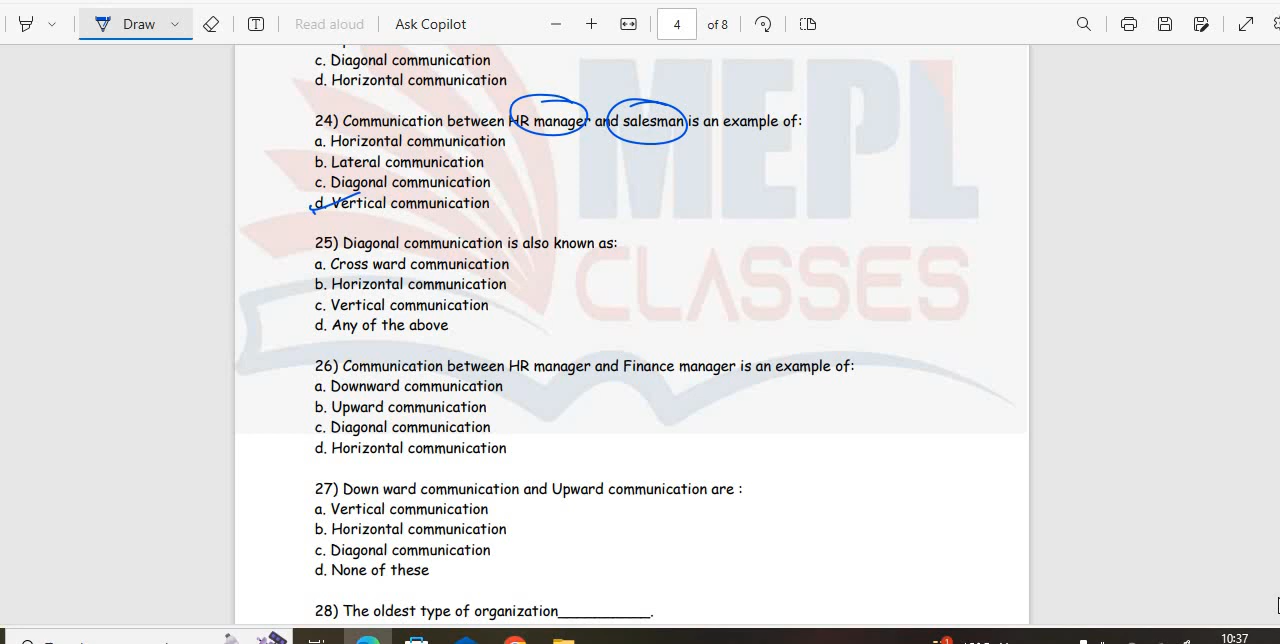 Draw
Read aloud
Ask Copilot
4
of 8
c. Diagonal communication
d. Horizontal communication
24) Communication between HR manager and salesman is an example of:
a. Horizontal communication
b. Lateral communication
c. Diagonal communication
d. Vertical communication
25) Diagonal communication is also known as:
a. Cross ward communication
b. Horizontal communication
c. Vertical communication
d. Any of the above
26) Communication between HR manager and Finance manager is an example of:
a. Downward communication
b. Upward communication
c. Diagonal communication
d. Horizontal communication
27) Down ward communication and Upward communication are :
a. Vertical communication
b. Horizontal communication
c. Diagonal communication
d. None of these
28) The oldest type of organization__________.
MEPL
CLASSES
10:37